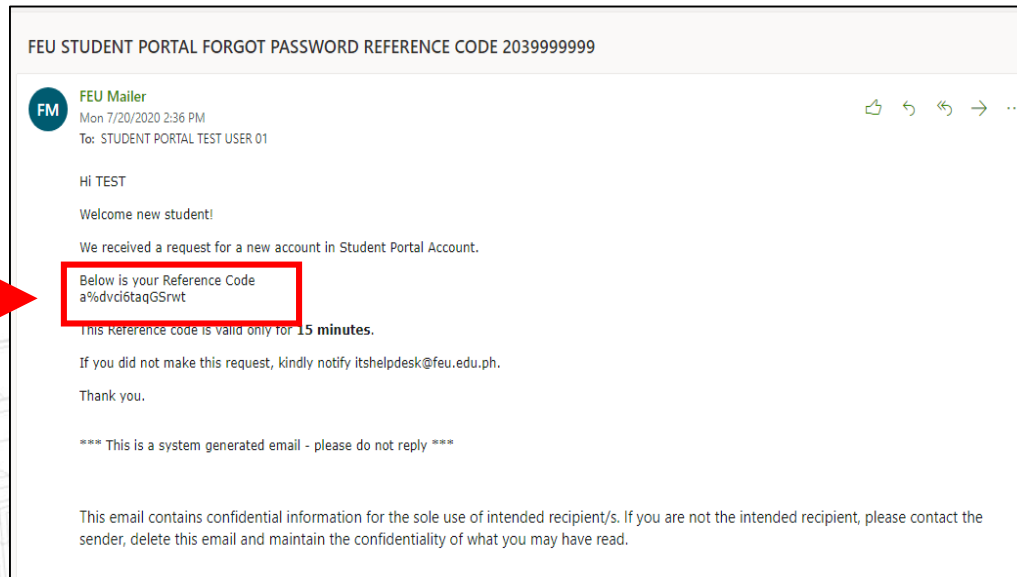 FEU STUDENT PORTAL FORGOT PASSWORD REFERENCE CODE 2039999999
FM
FEU Mailer
Mon 7/20/2020 2:36 PM
To: STUDENT PORTAL TEST USER 01
Hi TEST
Welcome new student!
We received a request for a new account in Student Portal Account.
Below is your Reference Code
a%dvci6taqGSrwt
This Reference code is valid only for 15 minutes.
If you did not make this request, kindly notify itshelpdesk@feu.edu.ph.
Thank you.
*** This is a system generated email - please do not reply ***
This email contains confidential information for the sole use of intended recipient/s. If you are not the intended recipient, please contact the
sender, delete this email and maintain the confidentiality of what you may have read.